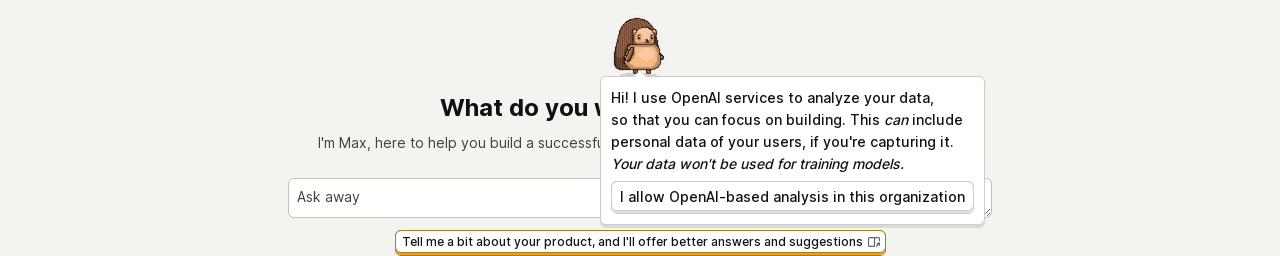 Hi! I use OpenAI services to analyze your data,
so that you can focus on building. This can include
personal data of your users, if you're capturing it.
Your data won't be used for training models.
I allow OpenAI-based analysis in this organization
What do you
I'm Max, here to help you build a
Ask away
Tell me a bit about your product, and I'll offer better answers and suggestions